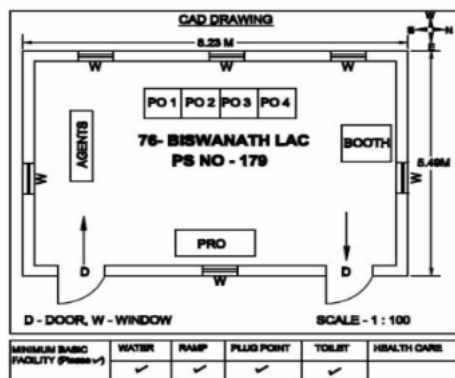 CAD DRAWING
W
S N
E
8.23 M
W W W
PO 1 PO 2 PO 3 PO 4
AGENTS
76- BISWANATH LAC
PS NO - 179
BOOTH
5.49M
W
W
PRO
D
D
W
D - DOOR, W - WINDOW SCALE - 1 : 100
MINIMUM BASIC FACILITY (Please ✓) WATER RAMP PLUG POINT TOILET HEALTH CARE
✓ ✓ ✓ ✓